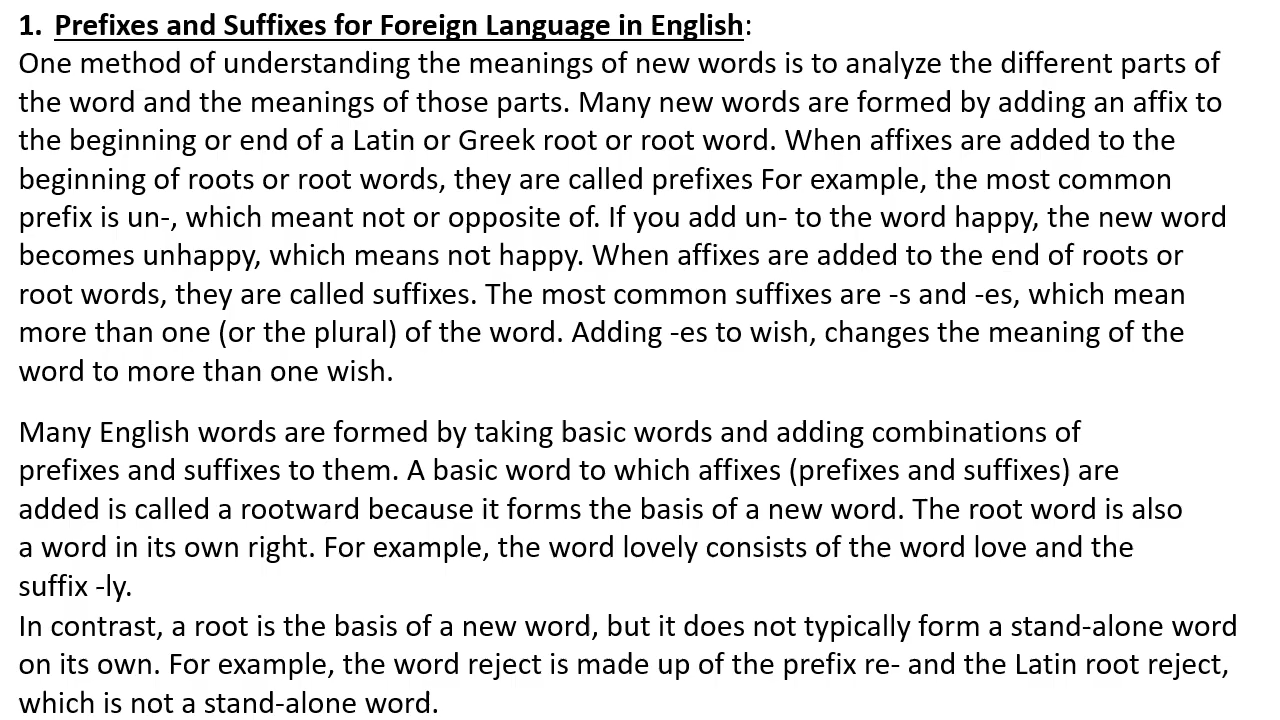 1. Prefixes and Suffixes for Foreign Language in English:
One method of understanding the meanings of new words is to analyze the different parts of
the word and the meanings of those parts. Many new words are formed by adding an affix to
the beginning or end of a Latin or Greek root or root word. When affixes are added to the
beginning of roots or root words, they are called prefixes For example, the most common
prefix is un-, which meant not or opposite of. If you add un- to the word happy, the new word
becomes unhappy, which means not happy. When affixes are added to the end of roots or
root words, they are called suffixes. The most common suffixes are -s and -es, which mean
more than one (or the plural) of the word. Adding -es to wish, changes the meaning of the
word to more than one wish.
Many English words are formed by taking basic words and adding combinations of
prefixes and suffixes to them. A basic word to which affixes (prefixes and suffixes) are
added is called a rootward because it forms the basis of a new word. The root word is also
a word in its own right. For example, the word lovely consists of the word love and the
suffix -ly.
In contrast, a root is the basis of a new word, but it does not typically form a stand-alone word
on its own. For example, the word reject is made up of the prefix re- and the Latin root reject,
which is not a stand-alone word.